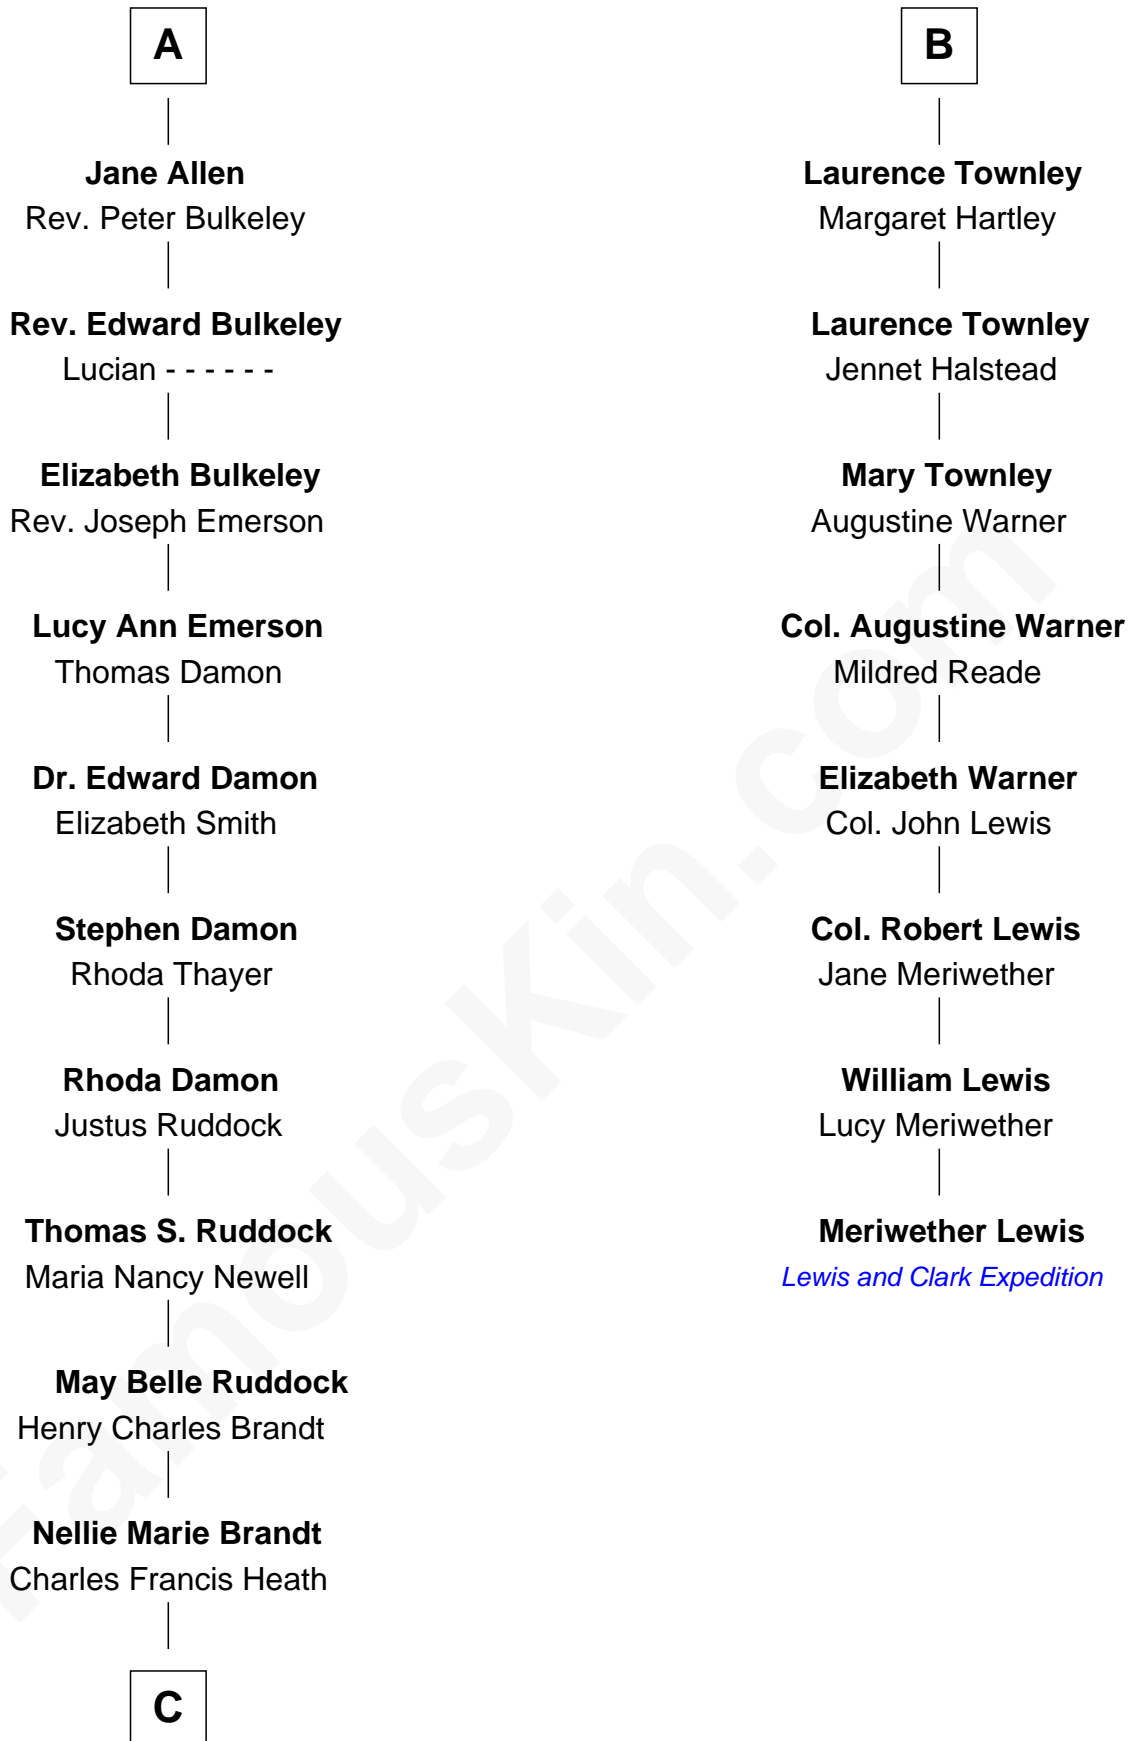 A
Jane Allen
Rev. Peter Bulkeley
Rev. Edward Bulkeley
Lucian - - - - - -
Elizabeth Bulkeley
Rev. Joseph Emerson
Lucy Ann Emerson
Thomas Damon
Dr. Edward Damon
Elizabeth Smith
Stephen Damon
Rhoda Thayer
Rhoda Damon
Justus Ruddock
Thomas S. Ruddock
Maria Nancy Newell
May Belle Ruddock
Henry Charles Brandt
Nellie Marie Brandt
Charles Francis Heath
C
B
Laurence Townley
Margaret Hartley
Laurence Townley
Jennet Halstead
Mary Townley
Augustine Warner
Col. Augustine Warner
Mildred Reade
Elizabeth Warner
Col. John Lewis
Col. Robert Lewis
Jane Meriwether
William Lewis
Lucy Meriwether
Meriwether Lewis
Lewis and Clark Expedition
FamousKin.com